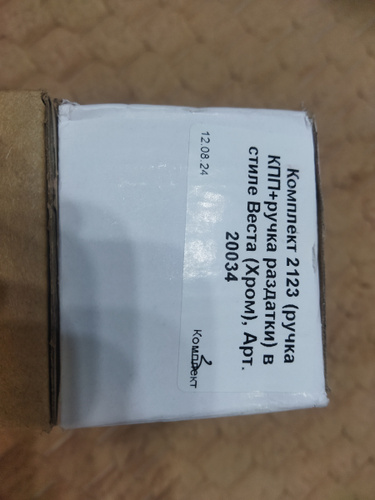 Комплект 2123 (ручка
КПП+ручка раздатки) в
стиле Веста (Хром), Арт.
20034
12.08.24
Комплект